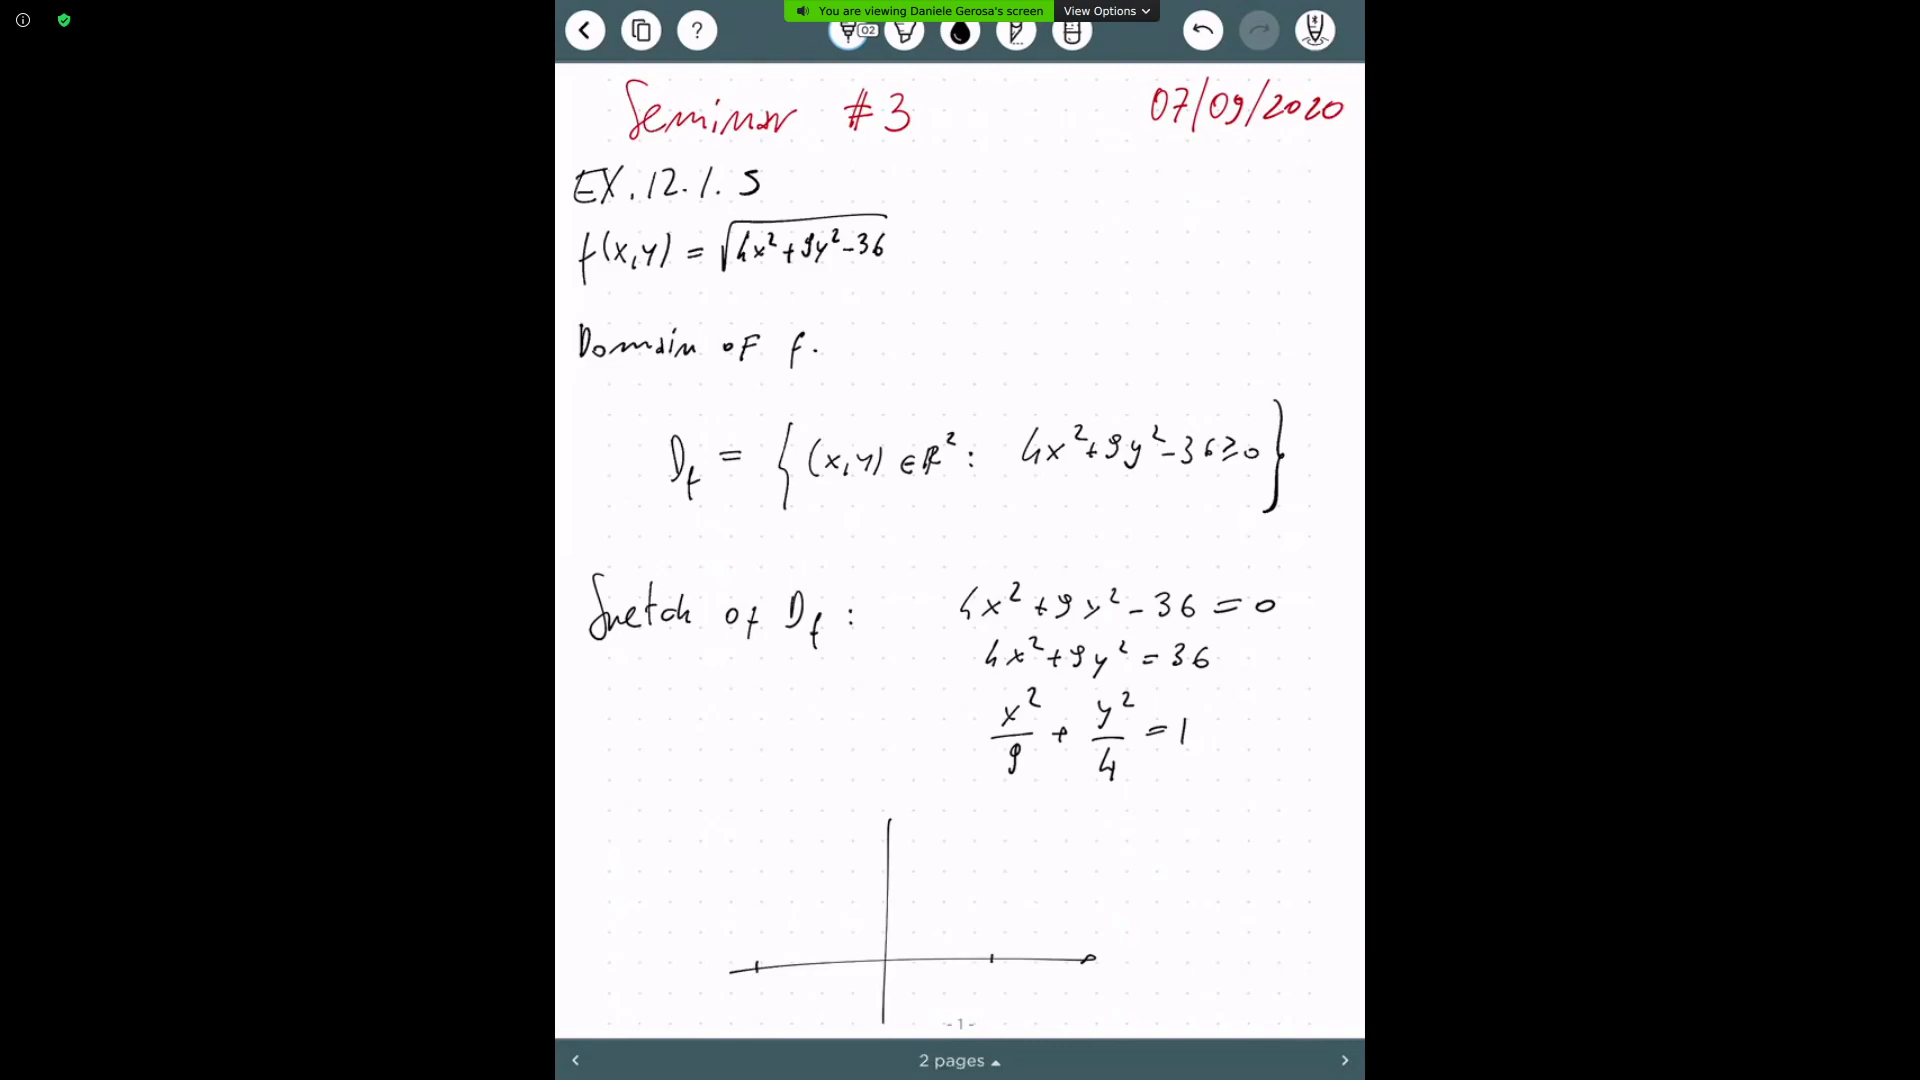 You are viewing Daniele Gerosa's screen View Options
? 02
Seminar #3 07/09/2020
EX. 12.1.5
f(x,y) = √(4x²+9y²-36)
Domain of f.
D_f = { (x,y) ∈ ℝ² : 4x²+9y²-36≥0 }
Sketch of D_f : 4x²+9y²-36=0
4x²+9y²=36
x²/9 + y²/4 = 1
- 1 -
2 pages